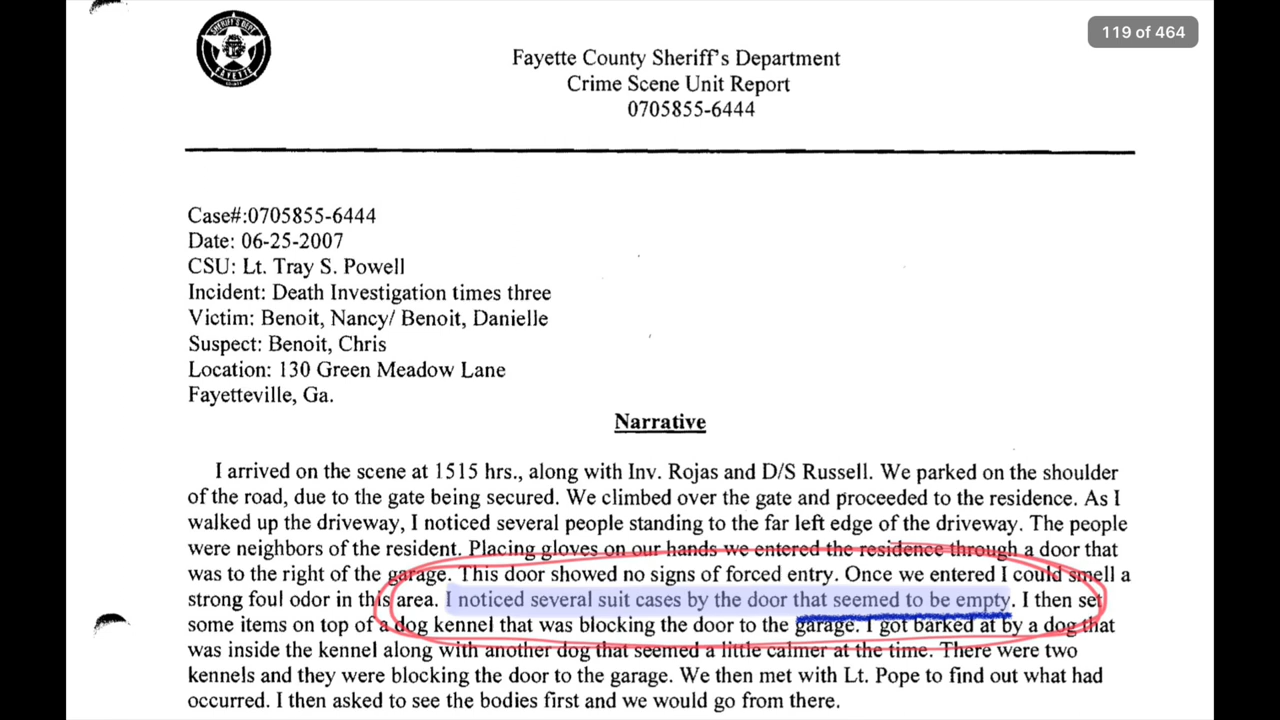 119 of 464
SHERIFF'S DEPT
FAYETTE
Fayette County Sheriff's Department
Crime Scene Unit Report
0705855-6444
Case#:0705855-6444
Date: 06-25-2007
CSU: Lt. Tray S. Powell
Incident: Death Investigation times three
Victim: Benoit, Nancy/ Benoit, Danielle
Suspect: Benoit, Chris
Location: 130 Green Meadow Lane
Fayetteville, Ga.
Narrative
I arrived on the scene at 1515 hrs., along with Inv. Rojas and D/S Russell. We parked on the shoulder
of the road, due to the gate being secured. We climbed over the gate and proceeded to the residence. As I
walked up the driveway, I noticed several people standing to the far left edge of the driveway. The people
were neighbors of the resident. Placing gloves on our hands we entered the residence through a door that
was to the right of the garage. This door showed no signs of forced entry. Once we entered I could smell a
strong foul odor in this area. I noticed several suit cases by the door that seemed to be empty. I then set
some items on top of a dog kennel that was blocking the door to the garage. I got barked at by a dog that
was inside the kennel along with another dog that seemed a little calmer at the time. There were two
kennels and they were blocking the door to the garage. We then met with Lt. Pope to find out what had
occurred. I then asked to see the bodies first and we would go from there.